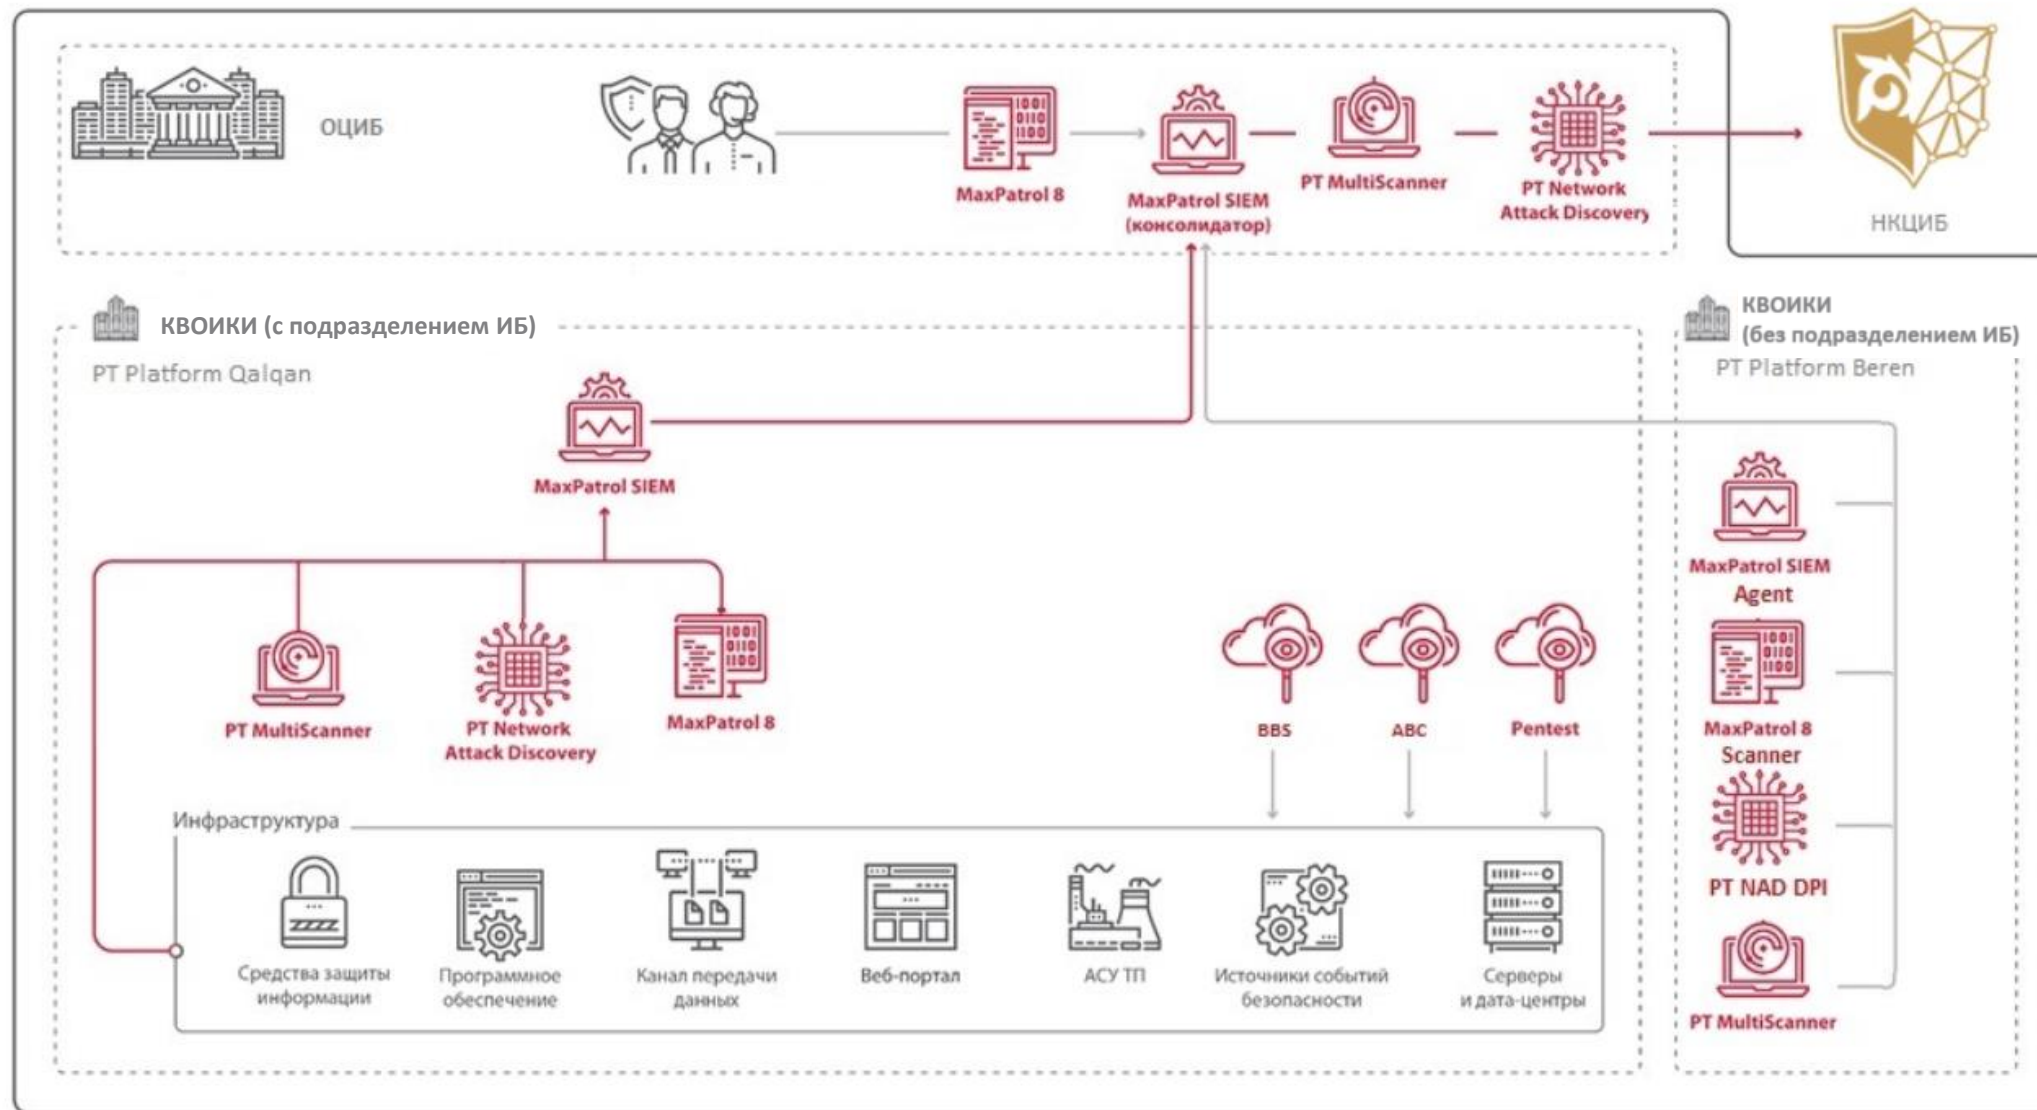 ОЦИБ
MaxPatrol 8
MaxPatrol SIEM
(консолидатор)
PT MultiScanner
PT Network
Attack Discovery
НКЦИБ
КВОИКИ (с подразделением ИБ)
PT Platform Qalqan
КВОИКИ
(без подразделением ИБ)
PT Platform Beren
MaxPatrol SIEM
PT MultiScanner
PT Network
Attack Discovery
MaxPatrol 8
BBS
ABC
Pentest
MaxPatrol SIEM
Agent
MaxPatrol 8
Scanner
PT NAD DPI
PT MultiScanner
Инфраструктура
Средства защиты
информации
Программное
обеспечение
Канал передачи
данных
Веб-портал
АСУ ТП
Источники событий
безопасности
Серверы
и дата-центры